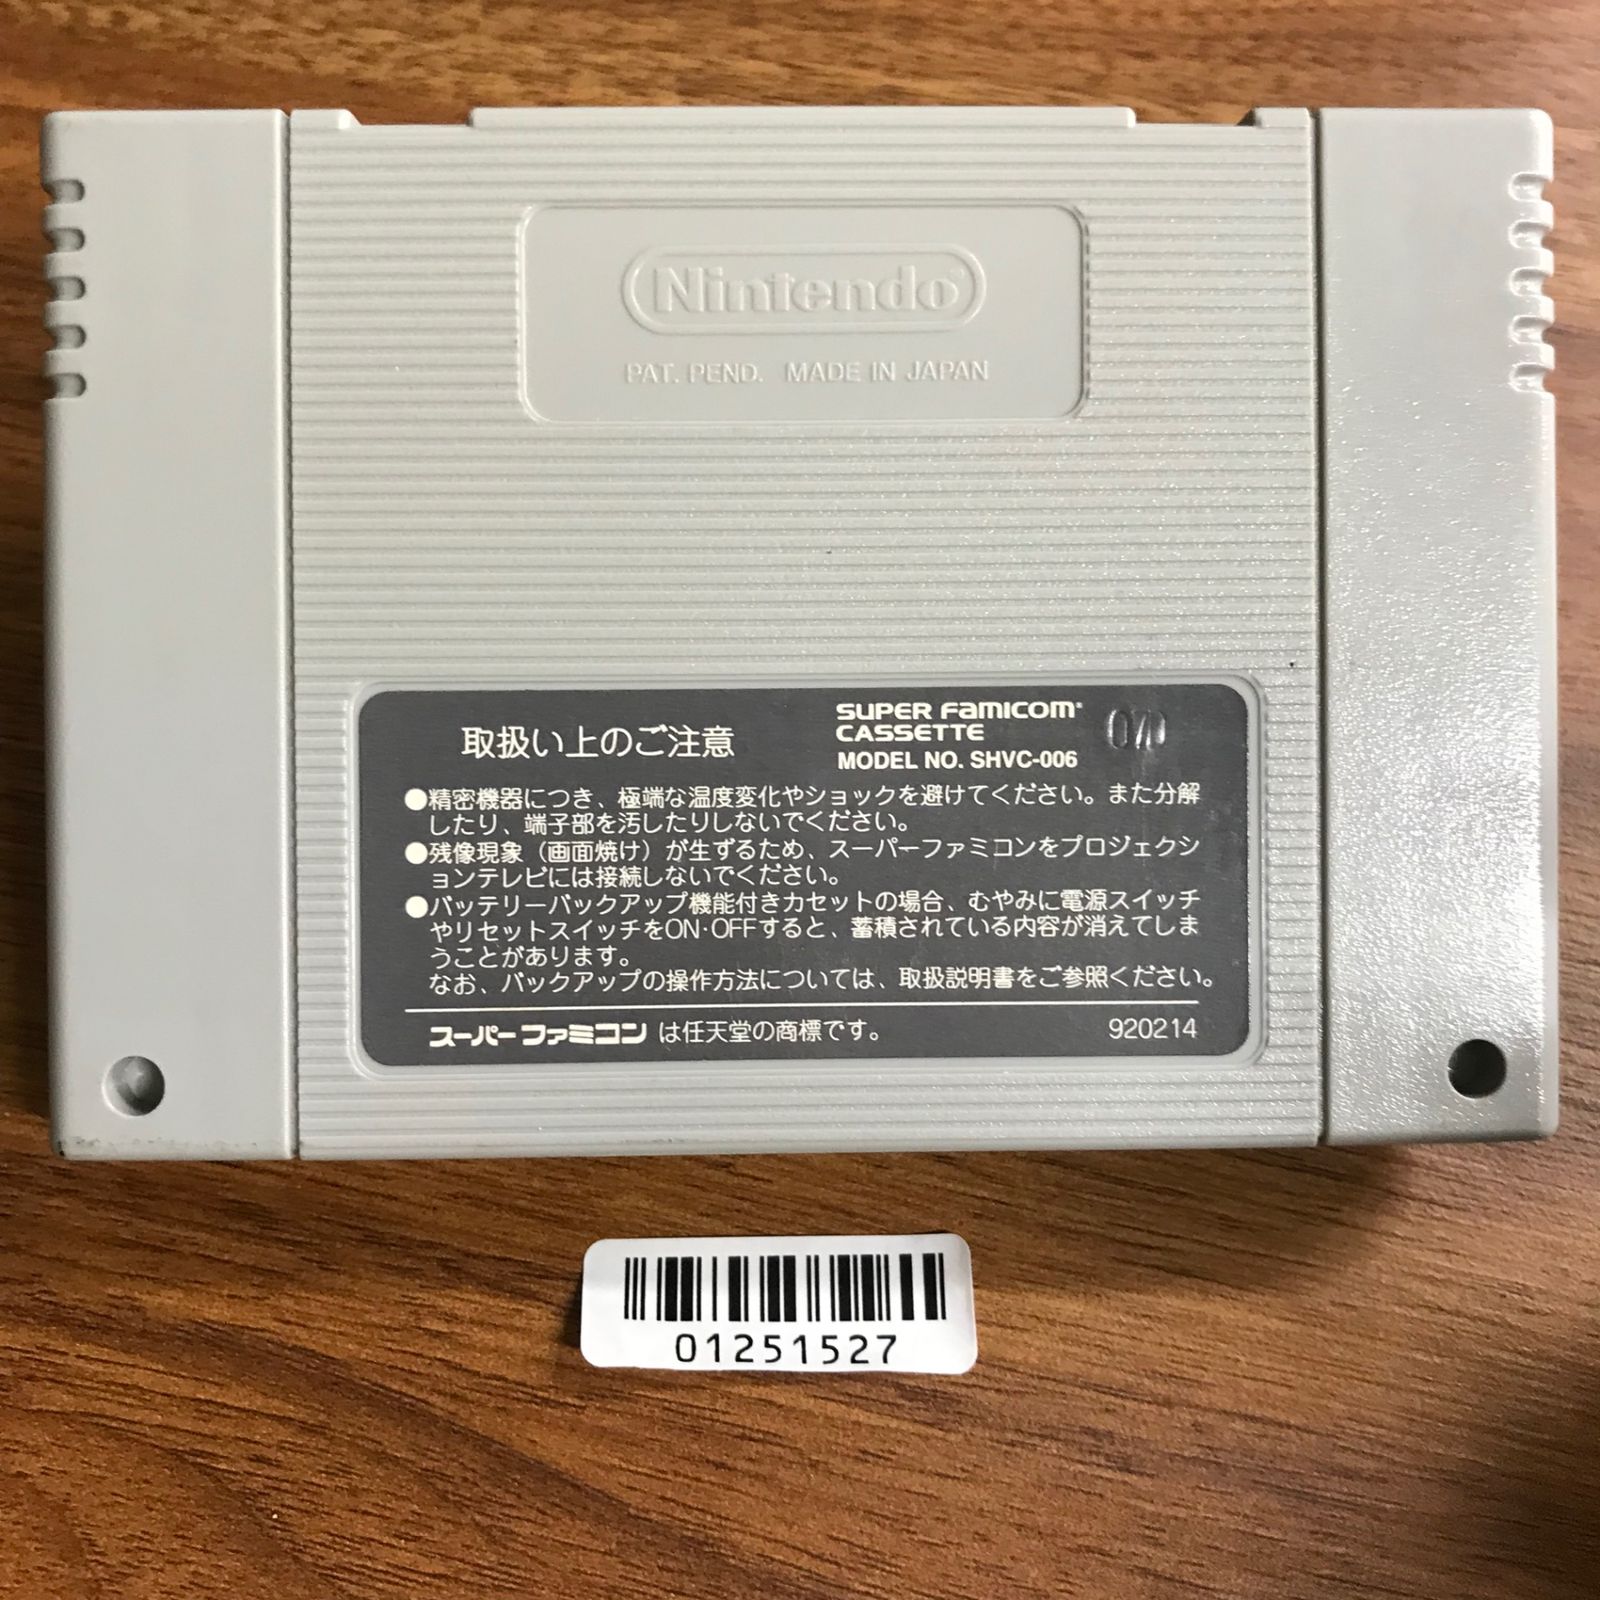 Nintendo
PAT. PEND. MADE IN JAPAN
取扱い上のご注意
SUPER FAMICOM
CASSETTE
MODEL NO. SHVC-006
●精密機器につき、極端な温度変化やショックを避けてください。また分解
したり、端子部を汚したりしないでください。
●残像現象（画面焼け）が生ずるため、スーパーファミコンをプロジェクシ
ョンテレビには接続しないでください。
●バッテリーバックアップ機能付きカセットの場合、むやみに電源スイッチ
やリセットスイッチをON·OFFすると、蓄積されている内容が消えてしま
うことがあります。
なお、バックアップの操作方法については、取扱説明書をご参照ください。
スーパーファミコン は任天堂の商標です。 920214
01251527